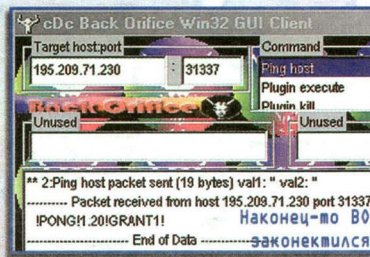 cDc Back Orifice Win32 GUI Client
Target host:port
Command
195.209.71.230 : 31337
Ping host
Plugin execute
Plugin kill
BackOrifice
Unused
Unused
** 2:Ping host packet sent (19 bytes) val1: '' val2: ''
---------- Packet received from host 195.209.71.230 port 31337
!PONG!1.20!GRANT1!
Наконец-то BO
законектился
---------- End of Data ----------